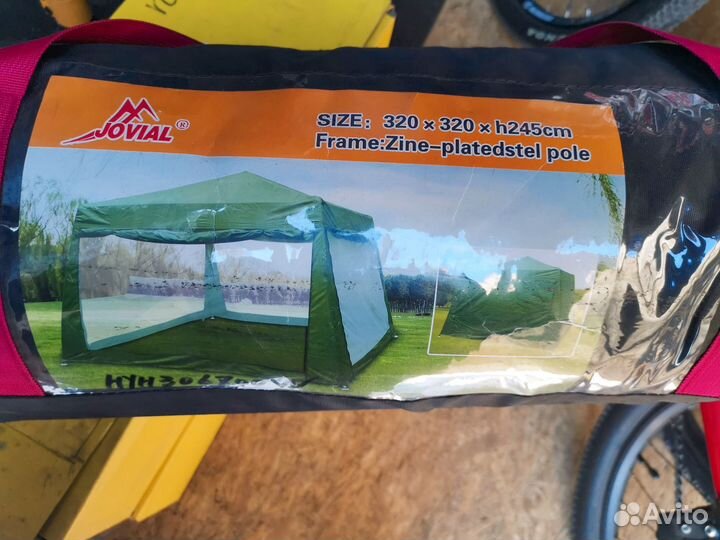 JOVIAL ®
SIZE: 320 × 320 × h245cm
Frame:Zine-platedstel pole
Avito